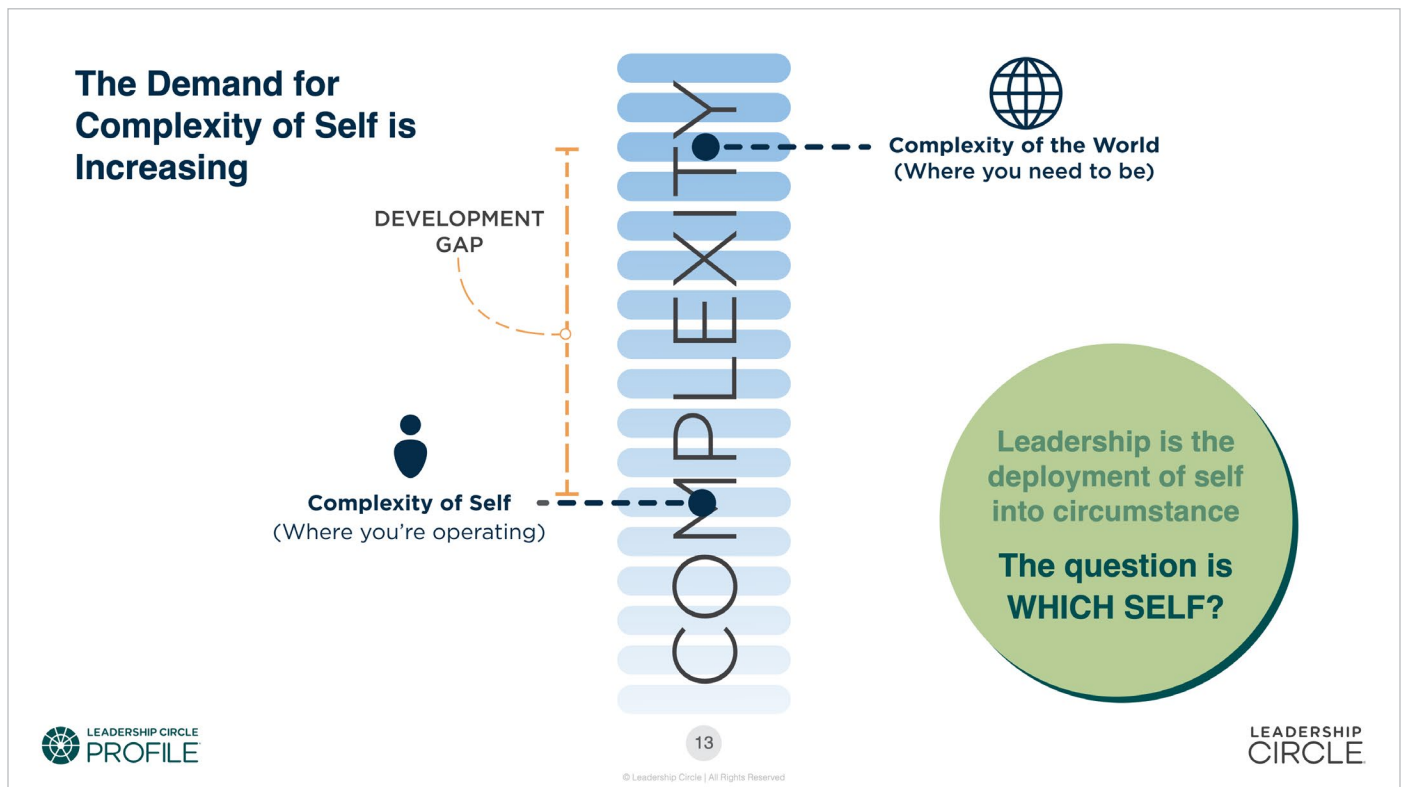 The Demand for
Complexity of Self is
Increasing
DEVELOPMENT
GAP
COMPLEXITY
Complexity of the World
(Where you need to be)
Complexity of Self
(Where you’re operating)
Leadership is the
deployment of self
into circumstance
The question is
WHICH SELF?
LEADERSHIP CIRCLE
PROFILE
13
© Leadership Circle | All Rights Reserved
LEADERSHIP
CIRCLE